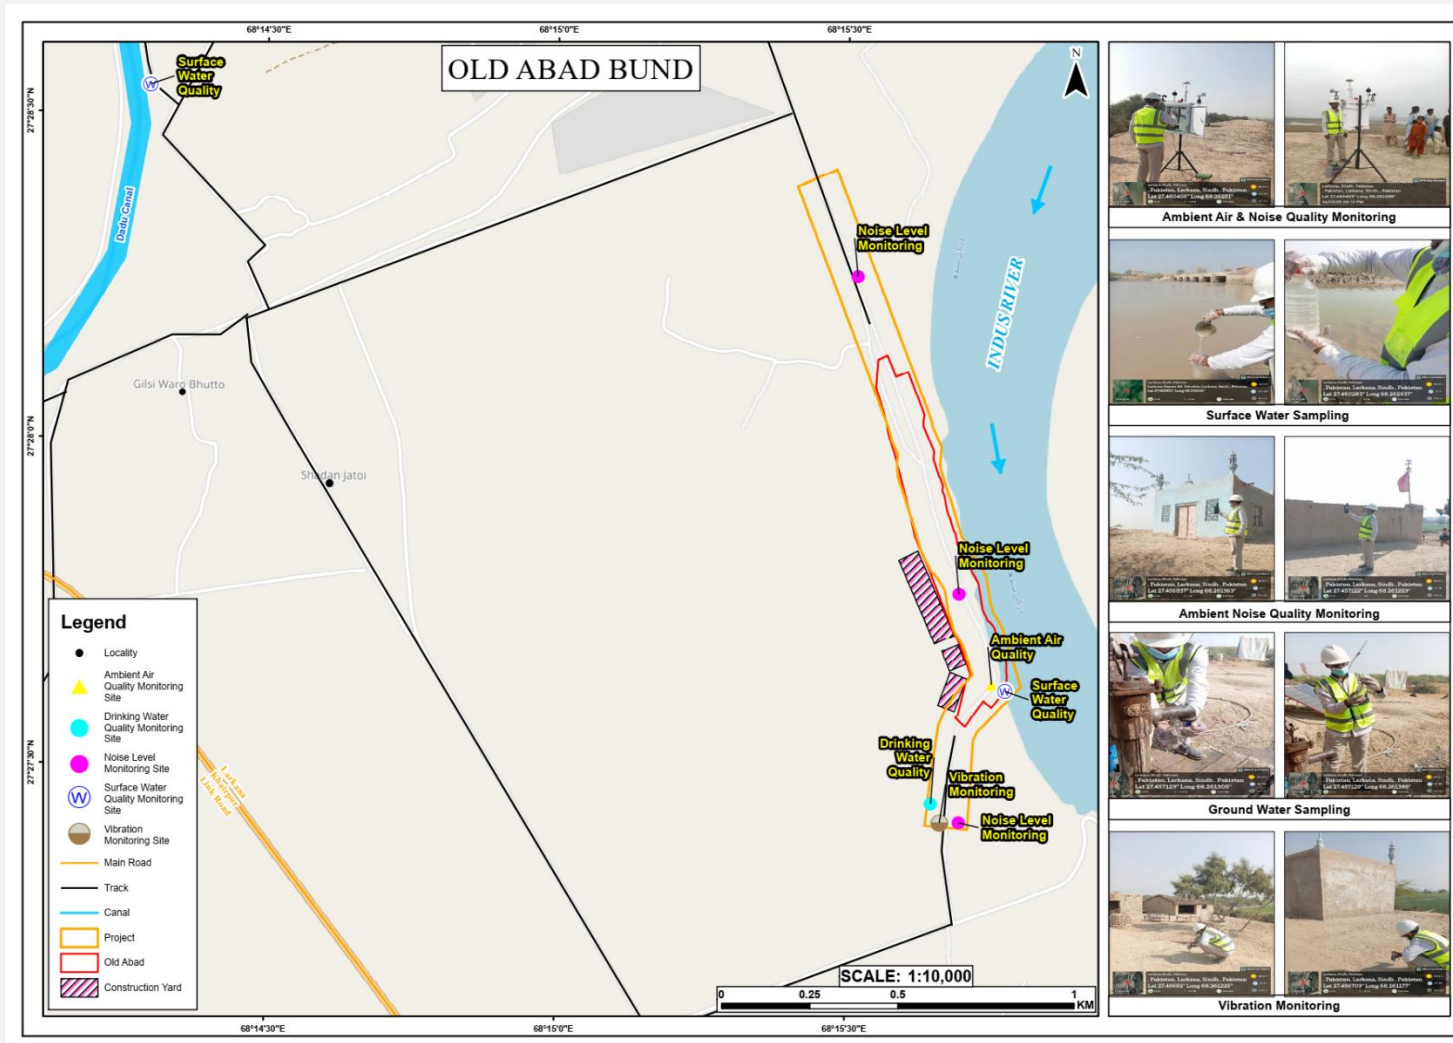 68°14'30"E
68°15'0"E
68°15'30"E
27°28'30"N
27°28'0"N
27°27'30"N
OLD ABAD BUND
N
Surface
Water
Quality
Dadu Canal
Gilsi Waro Bhutto
Shadan Jatoi
Noise Level
Monitoring
INDUS RIVER
Noise Level
Monitoring
Ambient Air
Quality
Surface
Water
Quality
Drinking
Water
Quality
Vibration
Monitoring
Noise Level
Monitoring
Larkana
Khairpur
Link Road
Legend
Locality
Ambient Air
Quality Monitoring
Site
Drinking Water
Quality Monitoring
Site
Noise Level
Monitoring Site
Surface Water
Quality Monitoring
Site
Vibration
Monitoring Site
Main Road
Track
Canal
Project
Old Abad
Construction Yard
W
W
W
SCALE: 1:10,000
0 0.25 0.5 1
KM
68°14'30"E
68°15'0"E
68°15'30"E
Ambient Air & Noise Quality Monitoring
Surface Water Sampling
Ambient Noise Quality Monitoring
Ground Water Sampling
Vibration Monitoring